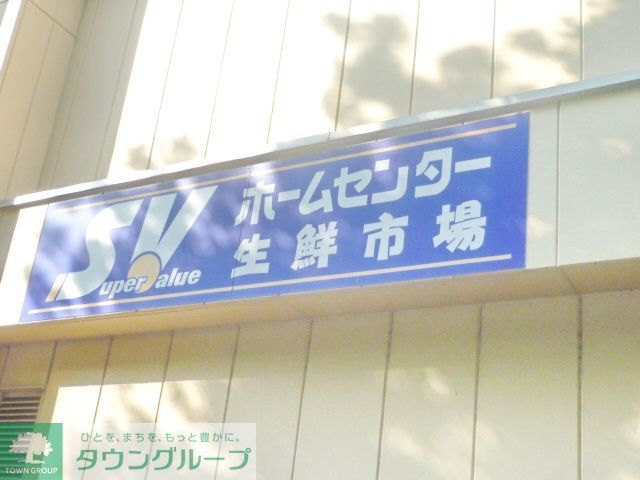 SV
Super Value
ホームセンター
生鮮市場
TOWN GROUP
ひとを、まちを、もっと豊かに。
タウングループ